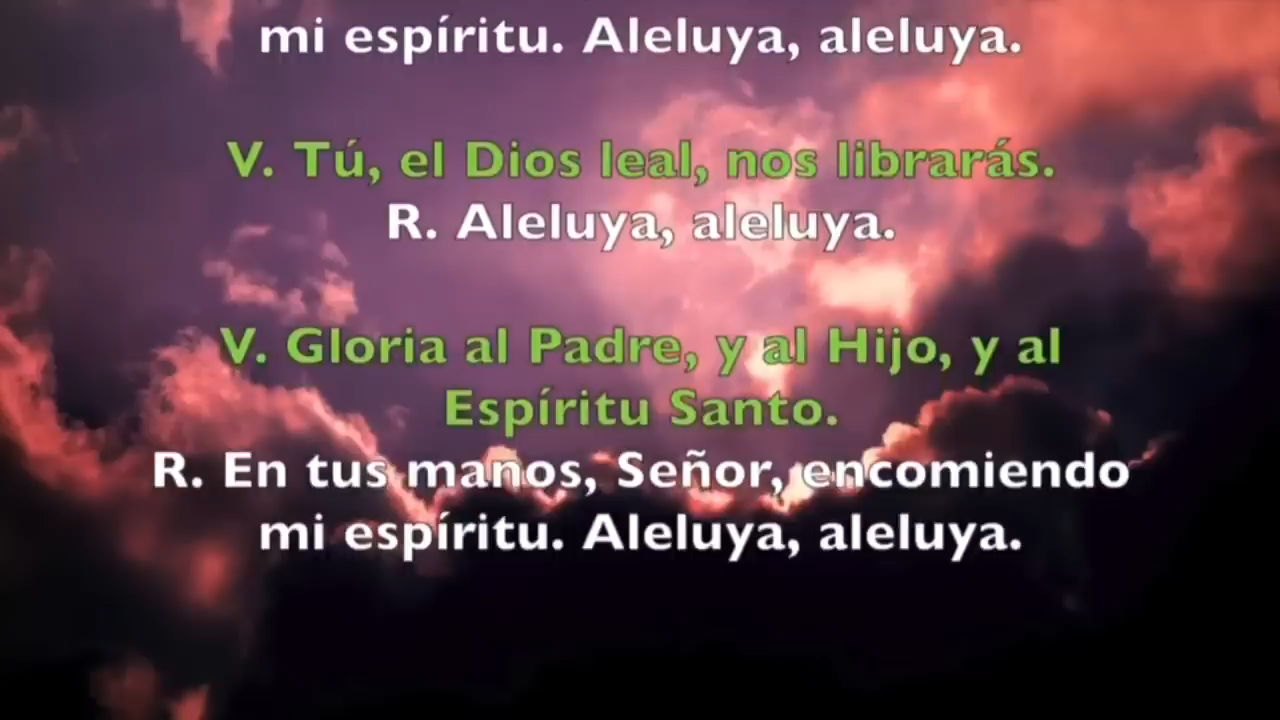 mi espíritu. Aleluya, aleluya.
V. Tú, el Dios leal, nos librarás.
R. Aleluya, aleluya.
V. Gloria al Padre, y al Hijo, y al
Espíritu Santo.
R. En tus manos, Señor, encomiendo
mi espíritu. Aleluya, aleluya.